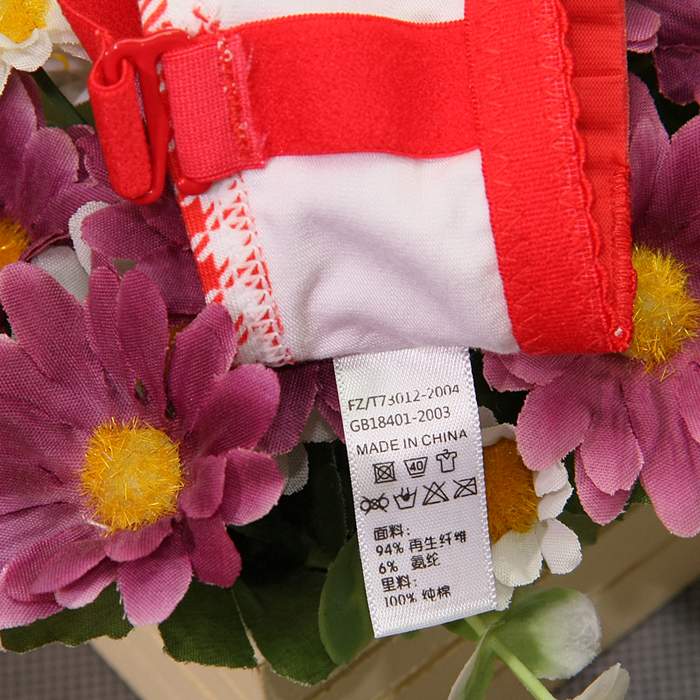 FZ/T73012-2004
GB18401-2003
MADE IN CHINA
40
面料:
94% 再生纤维
6% 氨纶
里料:
100% 纯棉